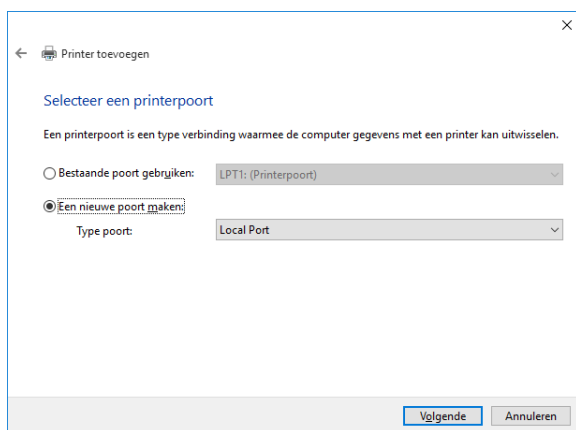 Printer toevoegen
Selecteer een printerpoort
Een printerpoort is een type verbinding waarmee de computer gegevens met een printer kan uitwisselen.
Bestaande poort gebruiken: LPT1: (Printerpoort)
Een nieuwe poort maken:
Type poort: Local Port
Volgende Annuleren